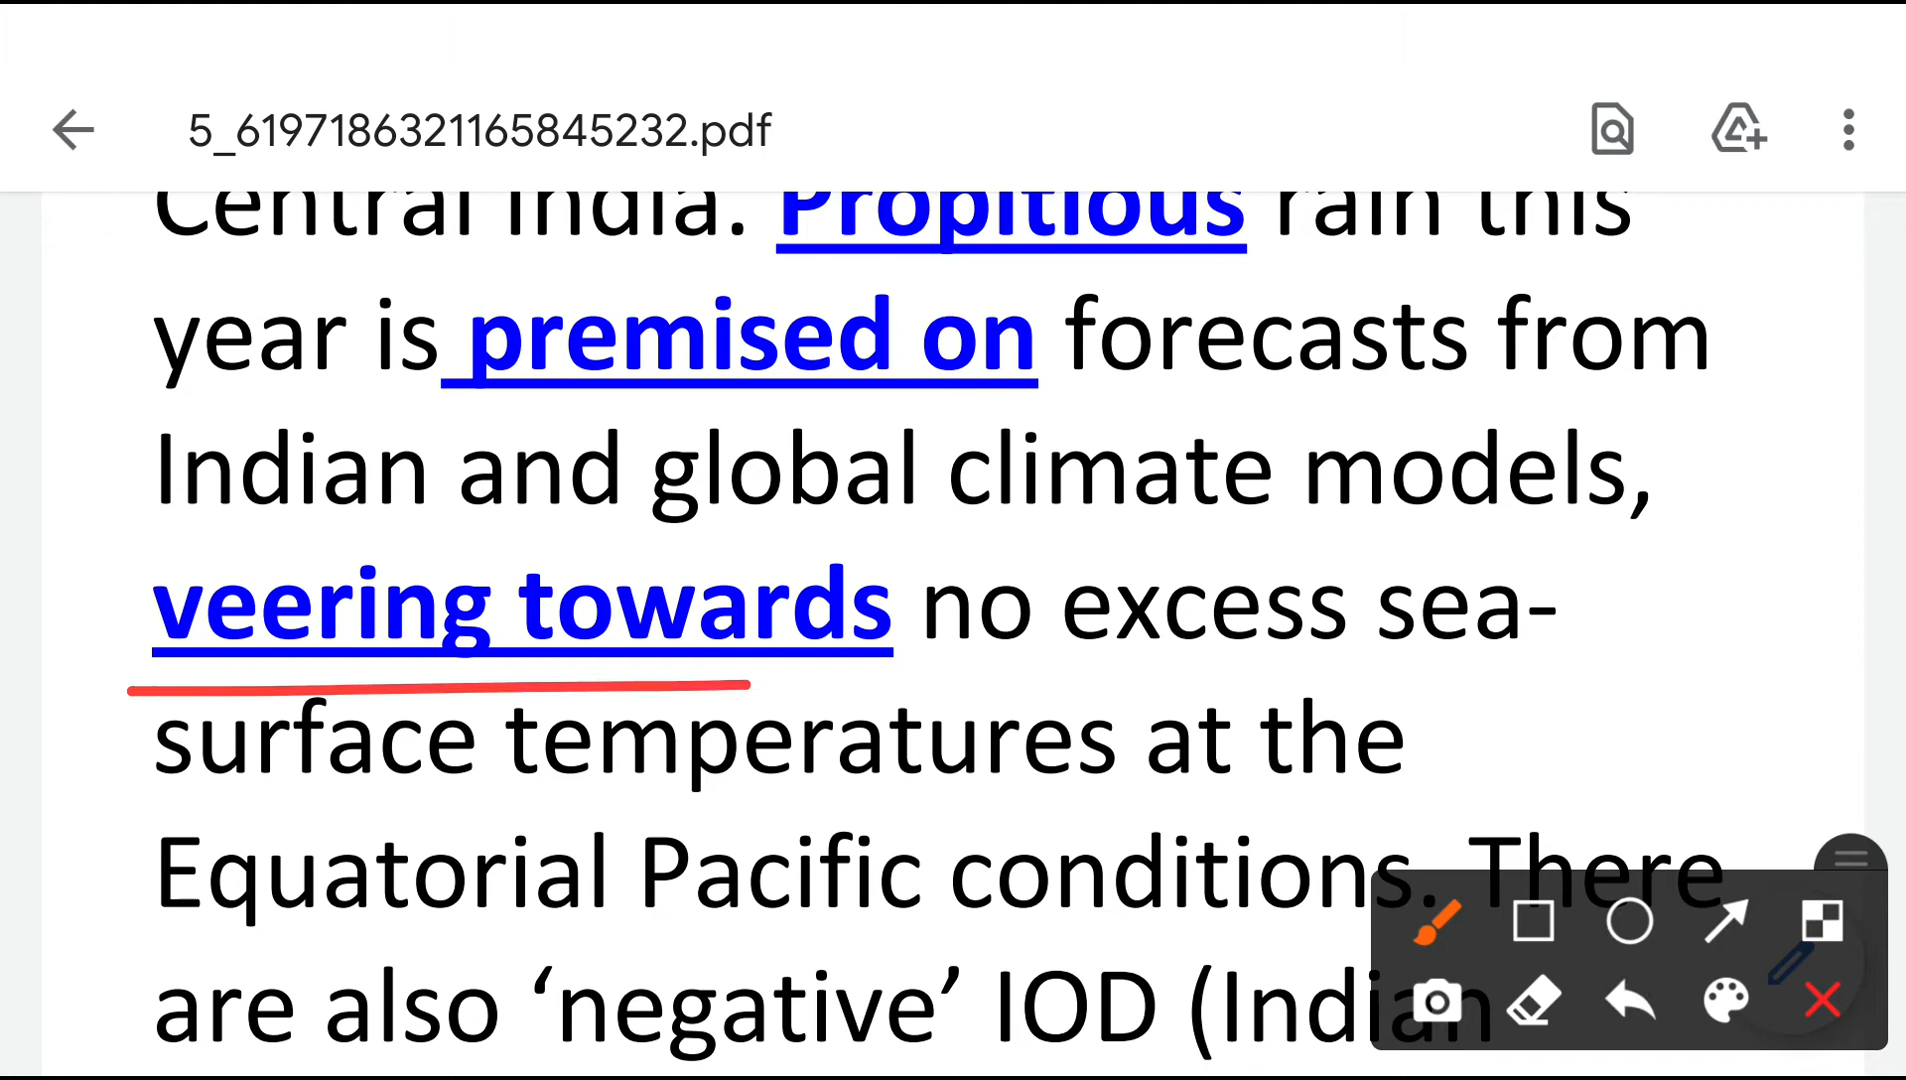 5_6197186321165845232.pdf
Central India. Propitious rain this
year is premised on forecasts from
Indian and global climate models,
veering towards no excess sea-
surface temperatures at the
Equatorial Pacific conditions. There
are also ‘negative’ IOD (Indian